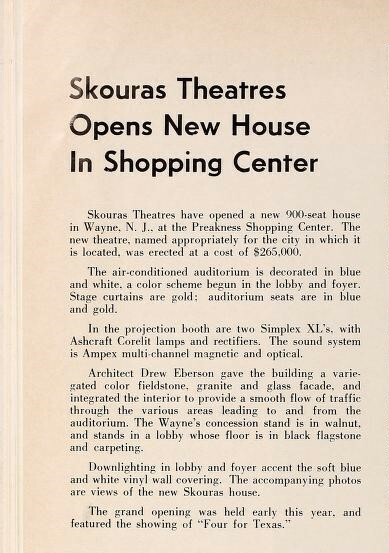 Skouras Theatres
Opens New House
In Shopping Center
Skouras Theatres have opened a new 900-seat house
in Wayne, N. J., at the Preakness Shopping Center. The
new theatre, named appropriately for the city in which it
is located, was erected at a cost of $265,000.
The air-conditioned auditorium is decorated in blue
and white, a color scheme begun in the lobby and foyer.
Stage curtains are gold; auditorium seats are in blue
and gold.
In the projection booth are two Simplex XL's, with
Ashcraft Corelit lamps and rectifiers. The sound system
is Ampex multi-channel magnetic and optical.
Architect Drew Eberson gave the building a varie-
gated color fieldstone, granite and glass facade, and
integrated the interior to provide a smooth flow of traffic
through the various areas leading to and from the
auditorium. The Wayne's concession stand is in walnut,
and stands in a lobby whose floor is in black flagstone
and carpeting.
Downlighting in lobby and foyer accent the soft blue
and white vinyl wall covering. The accompanying photos
are views of the new Skouras house.
The grand opening was held early this year, and
featured the showing of "Four for Texas."